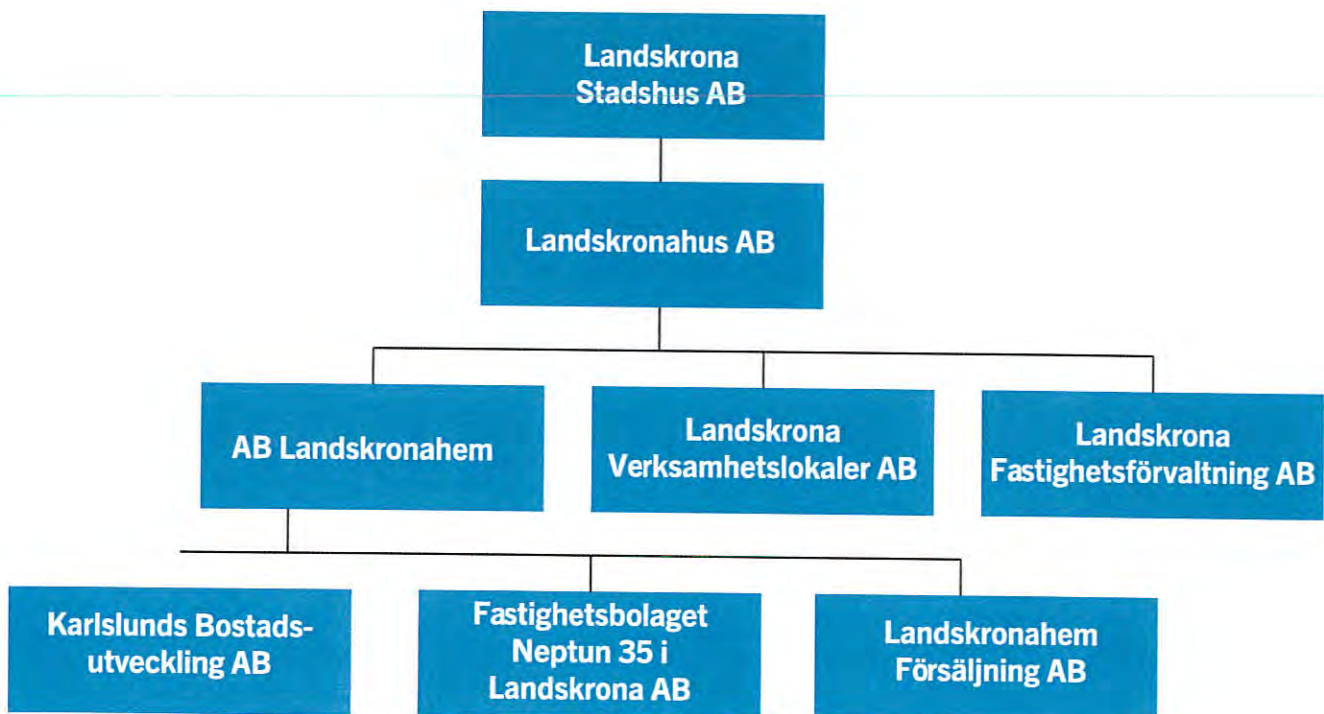 Landskrona
Stadshus AB
Landskronahus AB
AB Landskronahem
Landskrona
Verksamhetslokaler AB
Landskrona
Fastighetsförvaltning AB
Karlslunds Bostads-
utveckling AB
Fastighetsbolaget
Neptun 35 i
Landskrona AB
Landskronahem
Försäljning AB